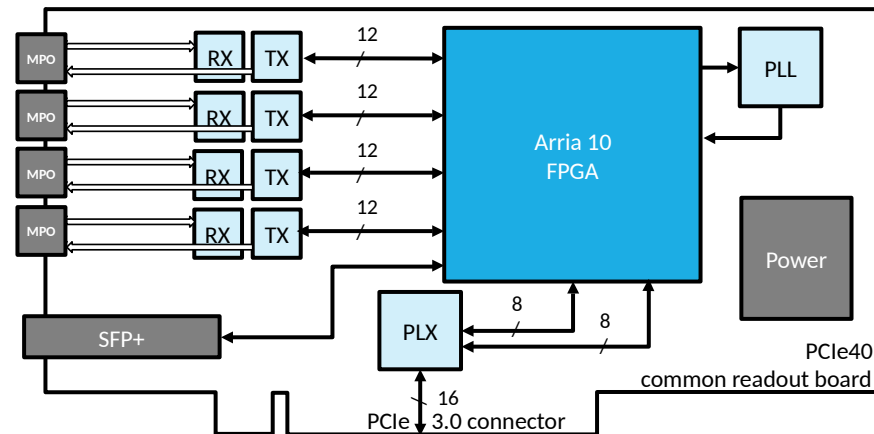 MPO
RX
TX
12
MPO
RX
TX
12
MPO
RX
TX
12
MPO
RX
TX
12
Arria 10
FPGA
PLL
Power
SFP+
PLX
8
8
16
PCIe 3.0 connector
PCIe40
common readout board